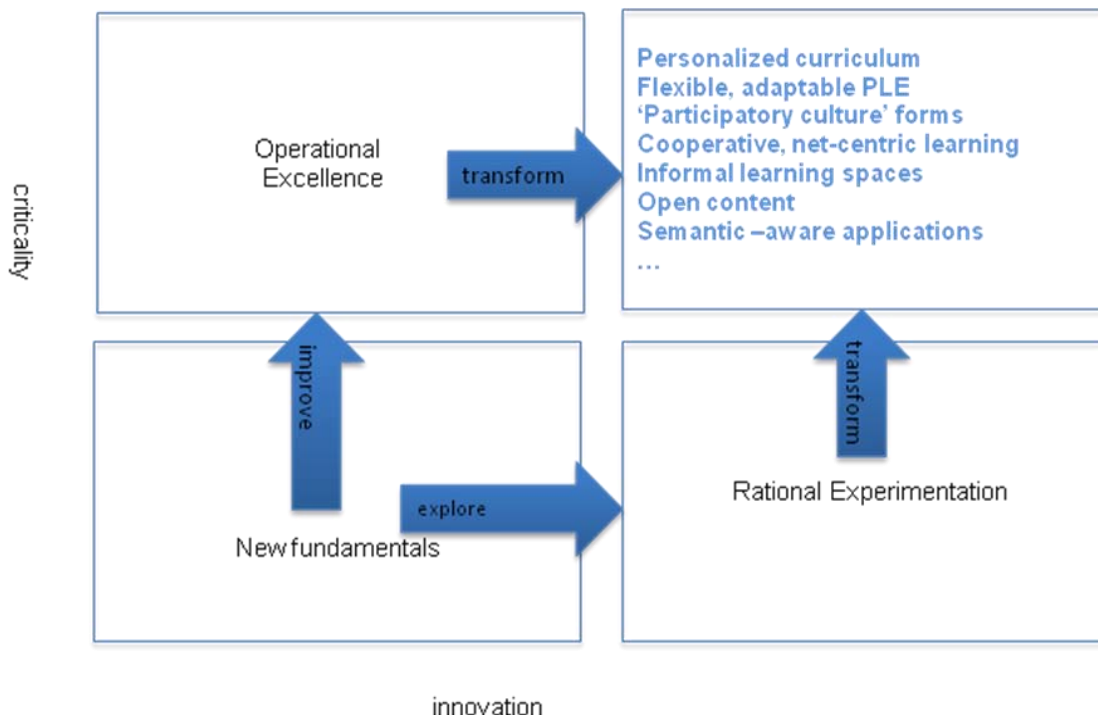 criticality
Operational
Excellence
transform
Personalized curriculum
Flexible, adaptable PLE
‘Participatory culture’ forms
Cooperative, net-centric learning
Informal learning spaces
Open content
Semantic –aware applications
...
improve
explore
New fundamentals
transform
Rational Experimentation
innovation